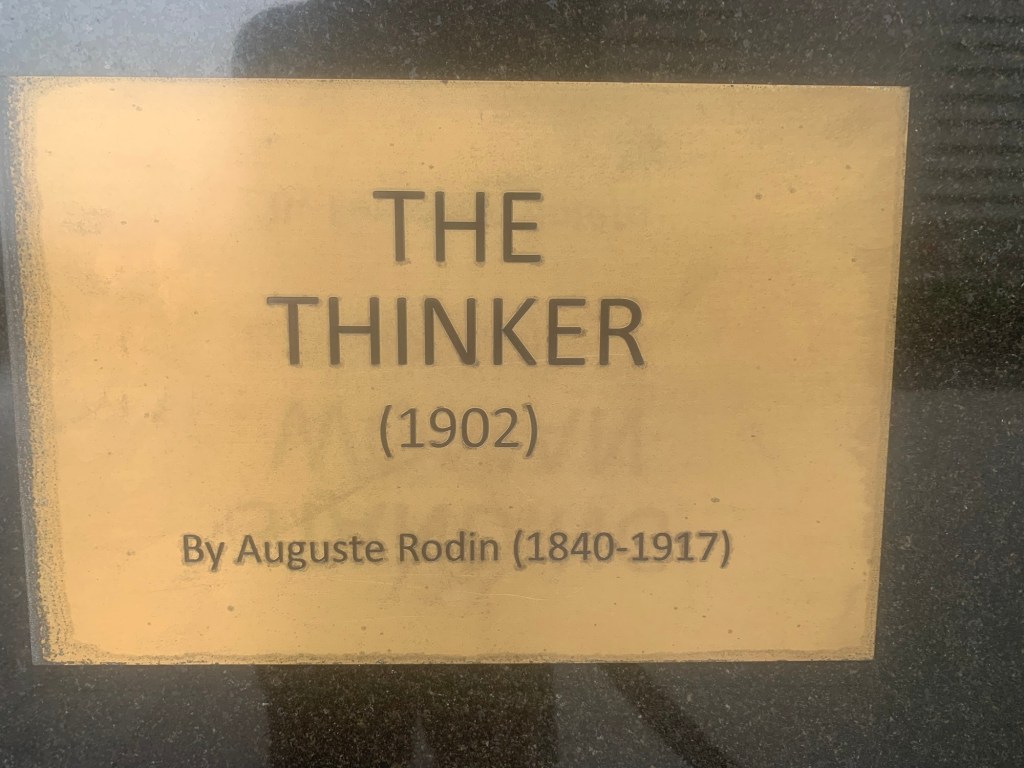 THE
THINKER
(1902)
By Auguste Rodin (1840-1917)